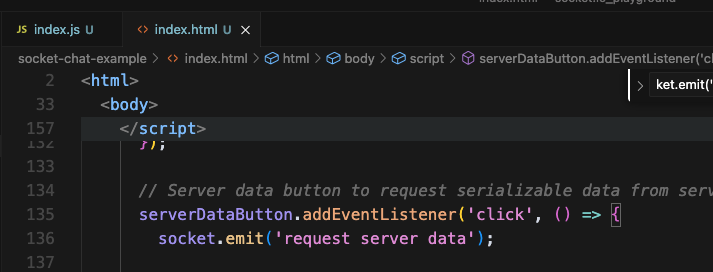 index.html — socket.io_playground
JS index.js U <> index.html U ×
socket-chat-example > <> index.html > html > body > script > serverDataButton.addEventListener('cl
2 <html>
ket.emit('
33 <body>
157 </script>
132 });
133
134 // Server data button to request serializable data from serv
135 serverDataButton.addEventListener('click', () => {
136 socket.emit('request server data');
137